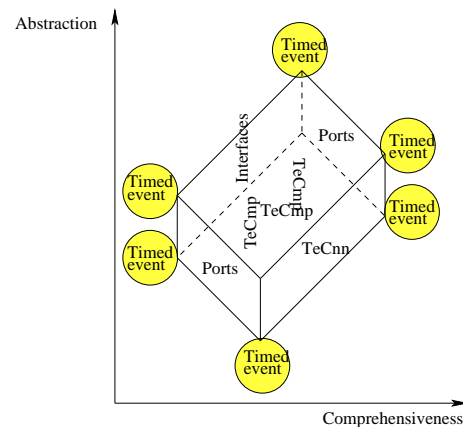 Abstraction
Timed
event
Ports
Timed
event
Interfaces
TeCmp
Timed
event
TeCmp
TeCmp
Timed
event
TeCnn
Timed
event
Ports
Timed
event
Comprehensiveness